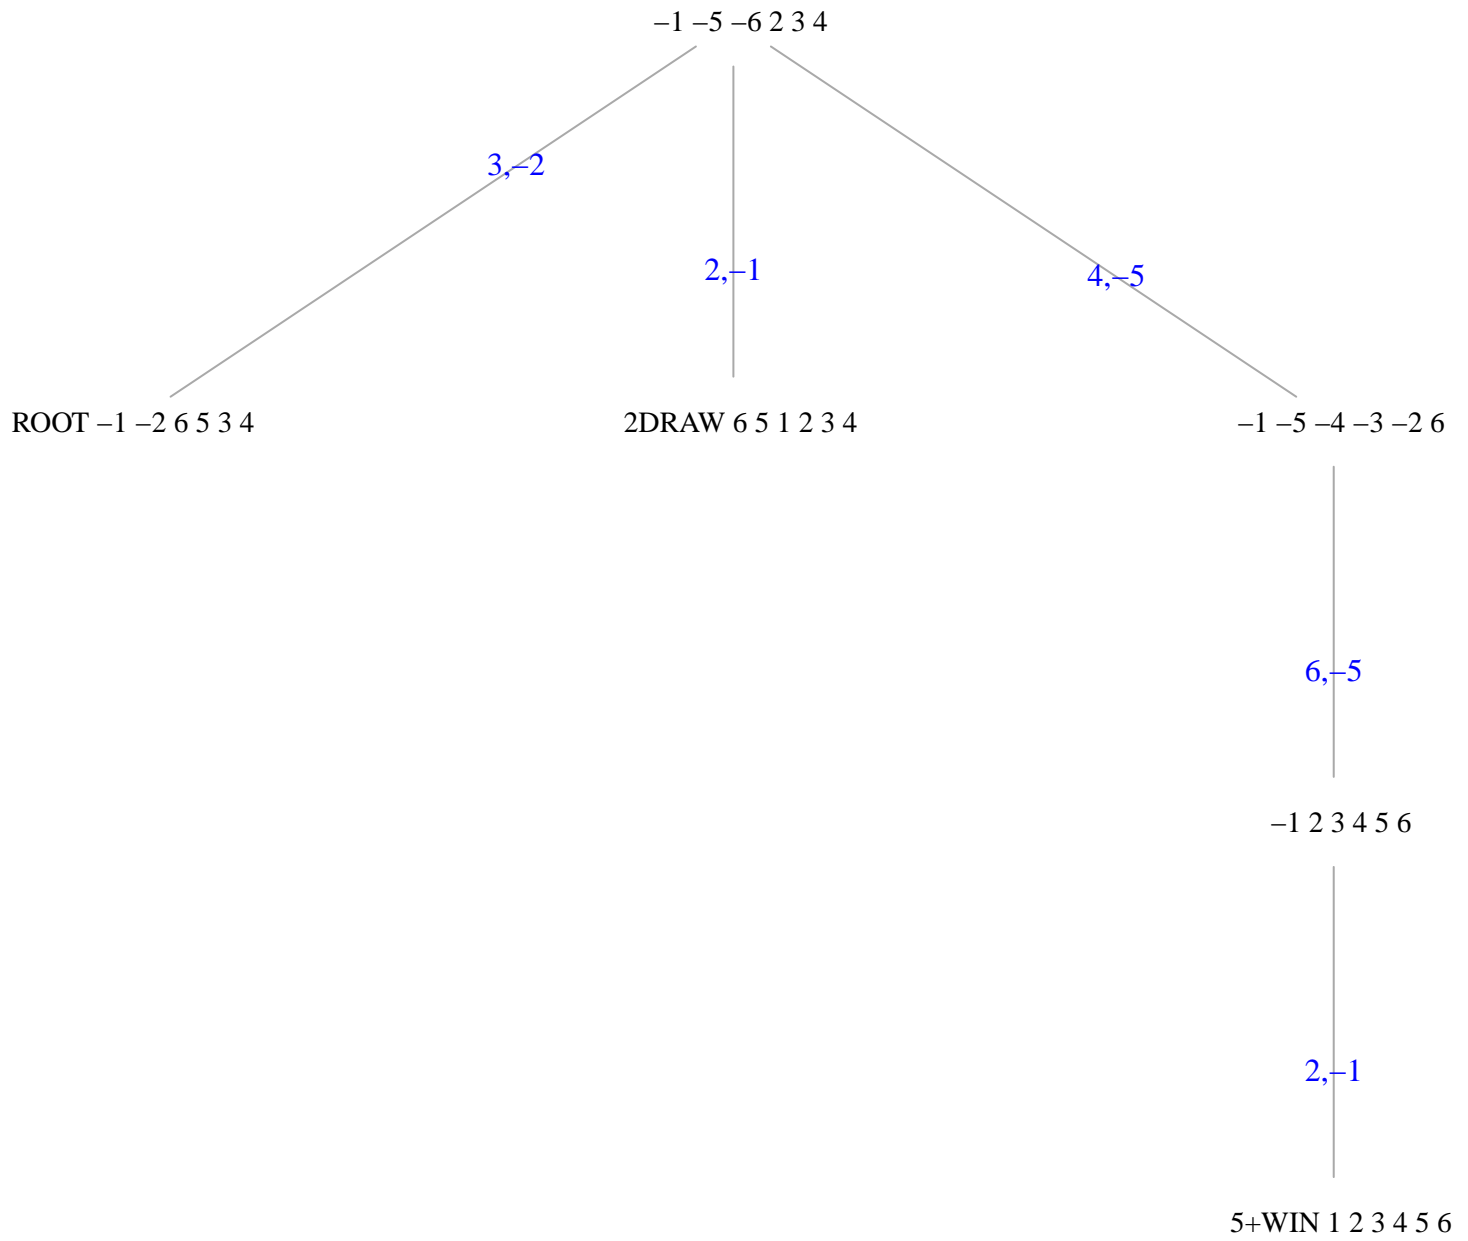 –1 –5 –6 2 3 4
3,–2
2,–1
4,–5
ROOT –1 –2 6 5 3 4
2DRAW 6 5 1 2 3 4
–1 –5 –4 –3 –2 6
6,–5
–1 2 3 4 5 6
2,–1
5+WIN 1 2 3 4 5 6